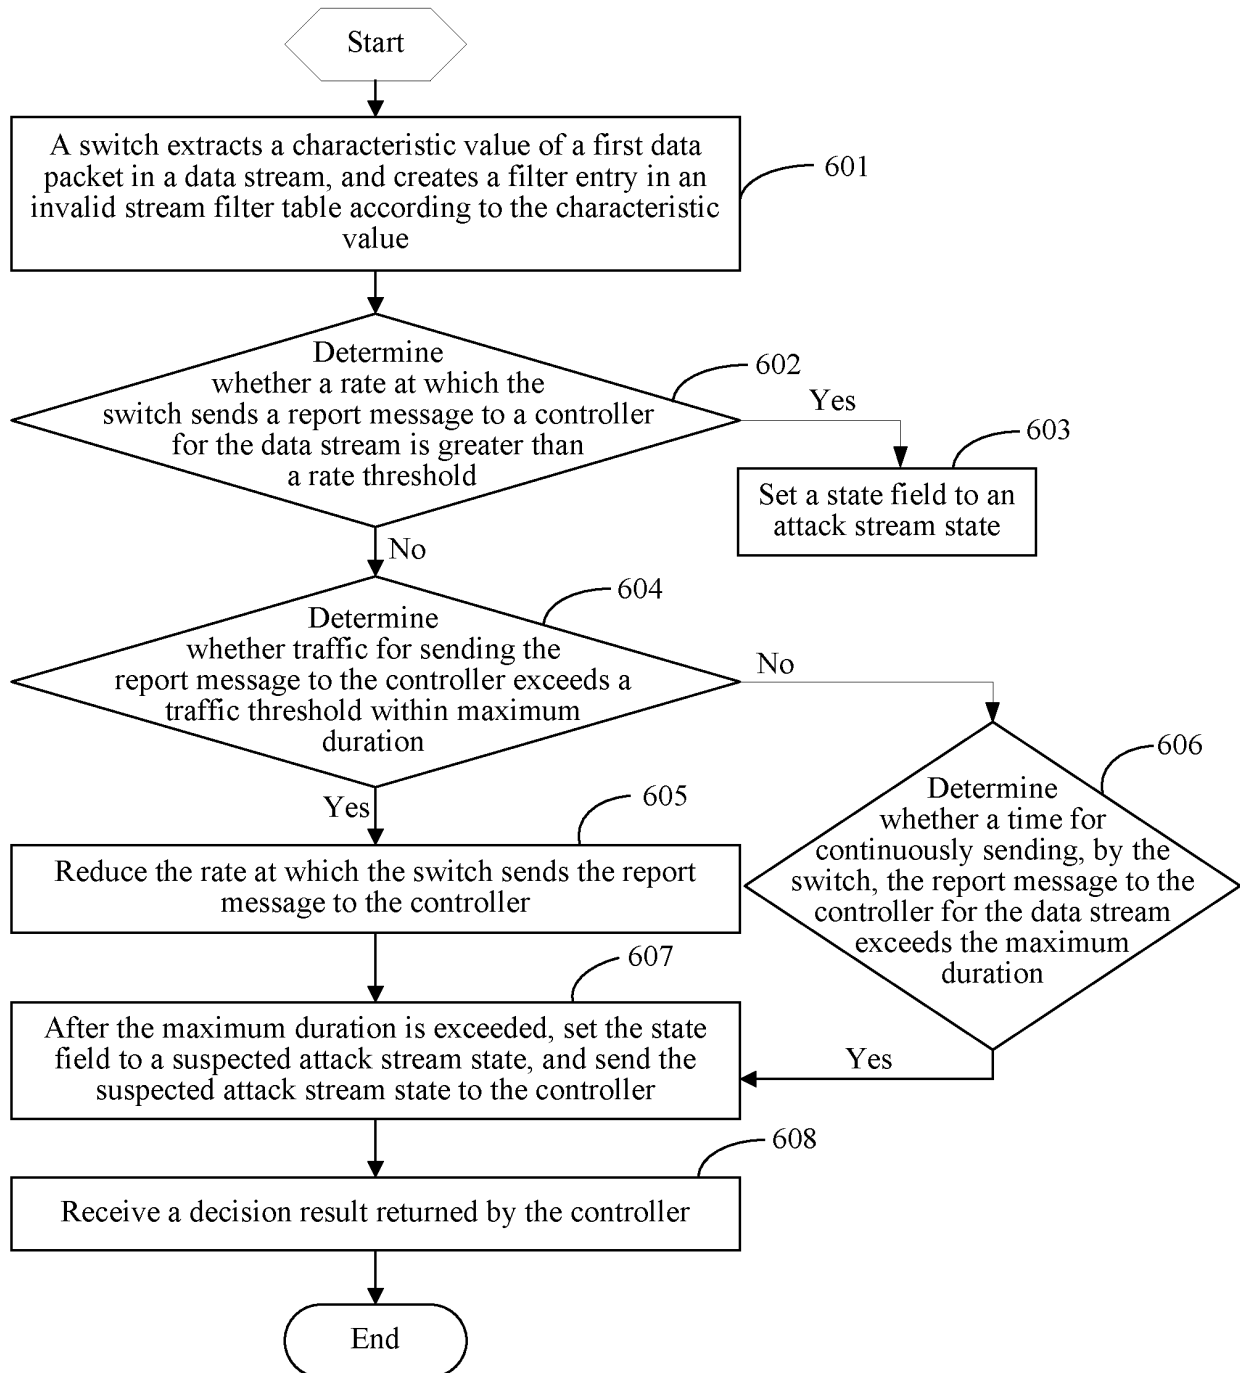 Start
A switch extracts a characteristic value of a first data
packet in a data stream, and creates a filter entry in an
invalid stream filter table according to the characteristic
value
601
Determine
whether a rate at which the
switch sends a report message to a controller
for the data stream is greater than
a rate threshold
602
Yes
603
Set a state field to an
attack stream state
No
604
Determine
whether traffic for sending the
report message to the controller exceeds a
traffic threshold within maximum
duration
No
606
Determine
whether a time for
continuously sending, by the
switch, the report message to the
controller for the data stream
exceeds the maximum
duration
Yes
605
Reduce the rate at which the switch sends the report
message to the controller
607
After the maximum duration is exceeded, set the state
field to a suspected attack stream state, and send the
suspected attack stream state to the controller
Yes
608
Receive a decision result returned by the controller
End